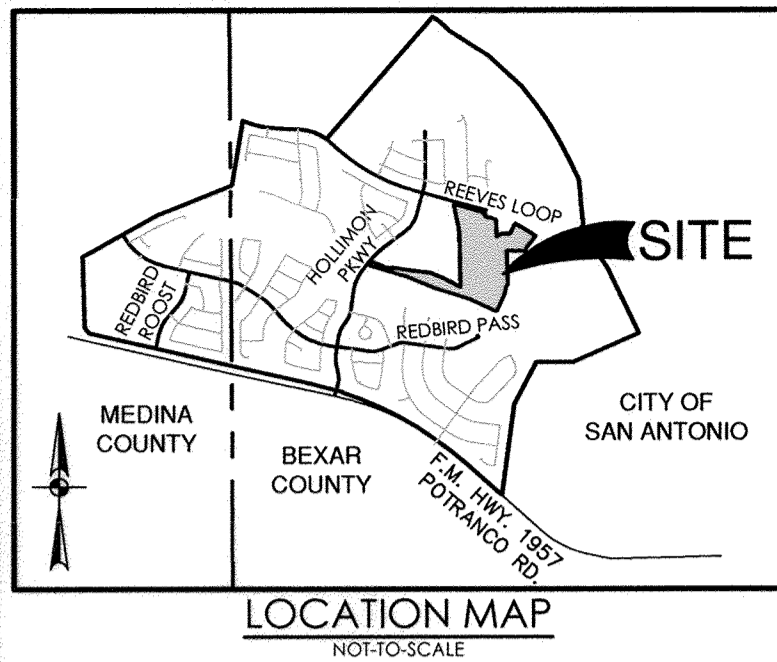 REEVES LOOP
SITE
HOLLIMON
PKWY
REDBIRD
ROOST
REDBIRD PASS
MEDINA
COUNTY
BEXAR
COUNTY
CITY OF
SAN ANTONIO
F.M. HWY. 1957
POTRANCO RD.
LOCATION MAP
NOT-TO-SCALE